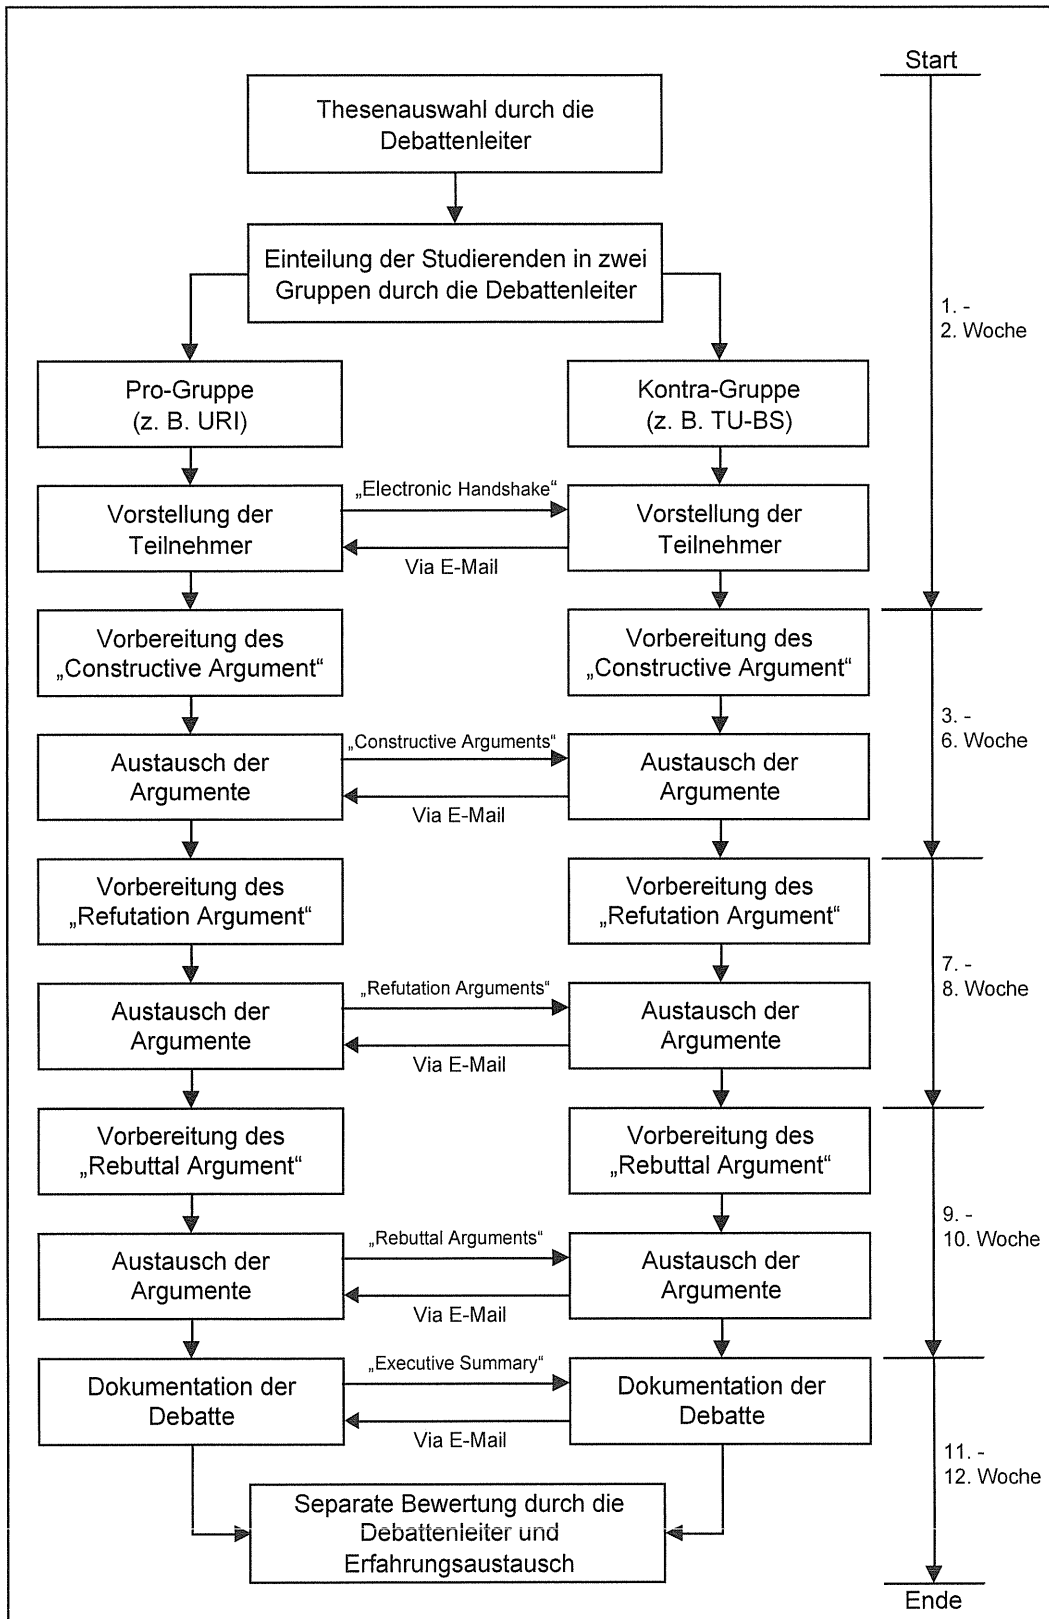 Start
Thesenauswahl durch die
Debattenleiter
Einteilung der Studierenden in zwei
Gruppen durch die Debattenleiter
1. -
2. Woche
Pro-Gruppe
(z. B. URI)
Kontra-Gruppe
(z. B. TU-BS)
Vorstellung der
Teilnehmer
„Electronic Handshake“
Via E-Mail
Vorstellung der
Teilnehmer
Vorbereitung des
„Constructive Argument“
Vorbereitung des
„Constructive Argument“
3. -
6. Woche
Austausch der
Argumente
„Constructive Arguments“
Via E-Mail
Austausch der
Argumente
Vorbereitung des
„Refutation Argument“
Vorbereitung des
„Refutation Argument“
7. -
8. Woche
Austausch der
Argumente
„Refutation Arguments“
Via E-Mail
Austausch der
Argumente
Vorbereitung des
„Rebuttal Argument“
Vorbereitung des
„Rebuttal Argument“
9. -
10. Woche
Austausch der
Argumente
„Rebuttal Arguments“
Via E-Mail
Austausch der
Argumente
Dokumentation der
Debatte
„Executive Summary“
Via E-Mail
Dokumentation der
Debatte
11. -
12. Woche
Separate Bewertung durch die
Debattenleiter und
Erfahrungsaustausch
Ende